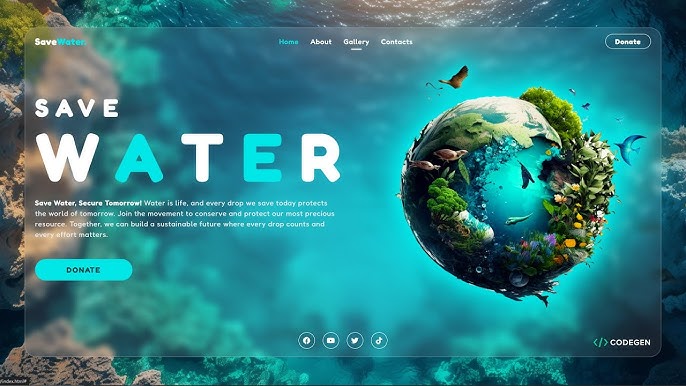 SaveWater.
Home About Gallery Contacts
Donate
SAVE
WATER
Save Water, Secure Tomorrow! Water is life, and every drop we save today protects
the world of tomorrow. Join the movement to conserve and protect our most precious
resource. Together, we can build a sustainable future where every drop counts and
every effort matters.
DONATE
</> CODEGEN
/index.html#